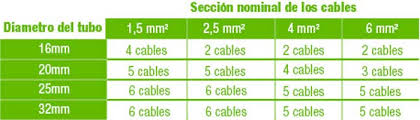 Sección nominal de los cables
Diametro del tubo 1,5 mm² 2,5 mm² 4 mm² 6 mm²
16mm 4 cables 2 cables 2 cables 2 cables
20mm 5 cables 5 cables 4 cables 3 cables
25mm 6 cables 6 cables 5 cables 5 cables
32mm 6 cables 6 cables 5 cables 5 cables